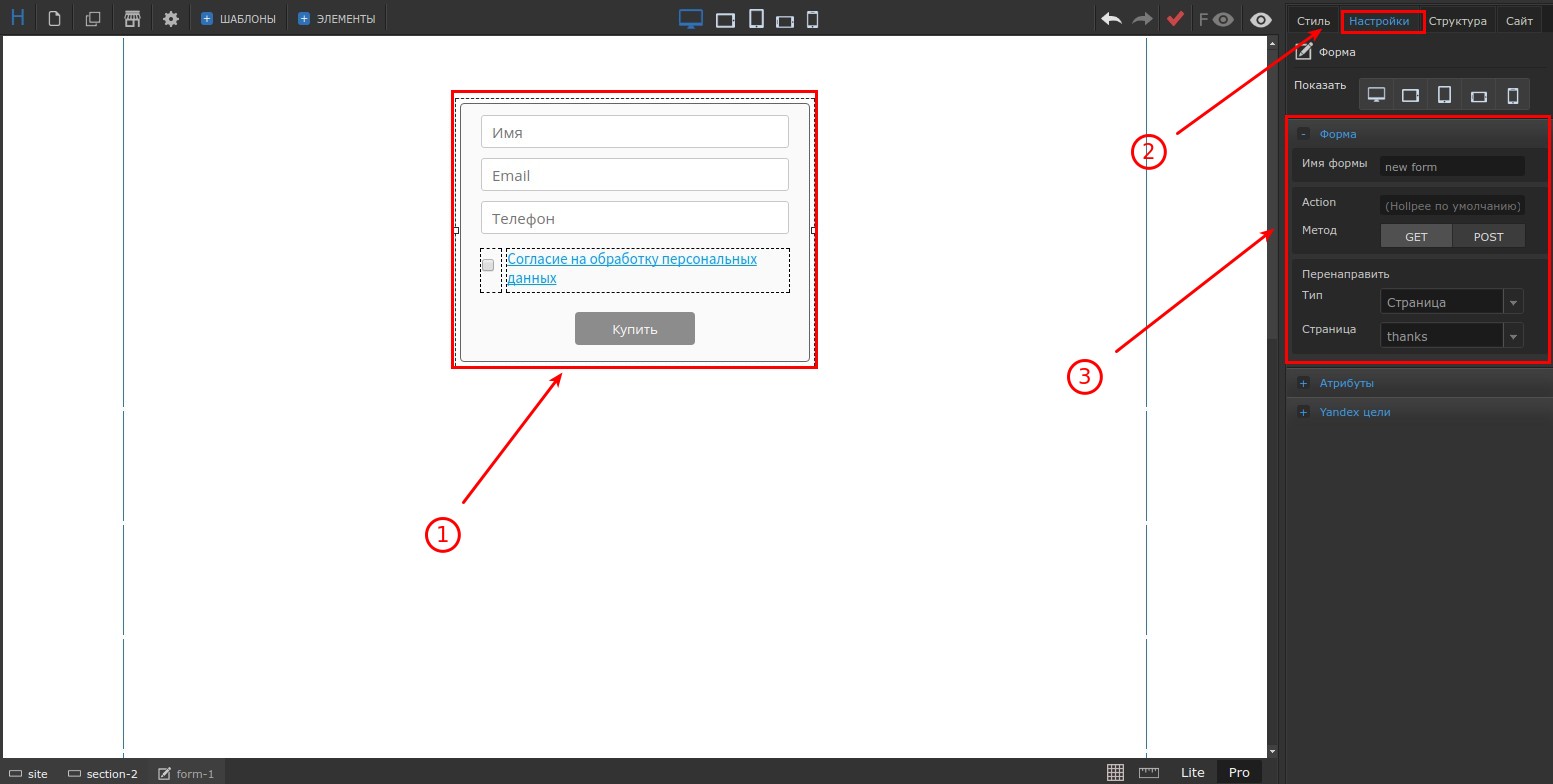 H
ШАБЛОНЫ
ЭЛЕМЕНТЫ
F
Стиль
Настройки
Структура
Сайт
Форма
Показать
Имя
Email
Телефон
Согласие на обработку персональных
данных
Купить
1
2
3
- Форма
Имя формы
new form
Action
(Hollpee по умолчанию)
Метод
GET
POST
Перенаправить
Тип
Страница
Страница
thanks
+ Атрибуты
+ Yandex цели
site
section-2
form-1
Lite
Pro